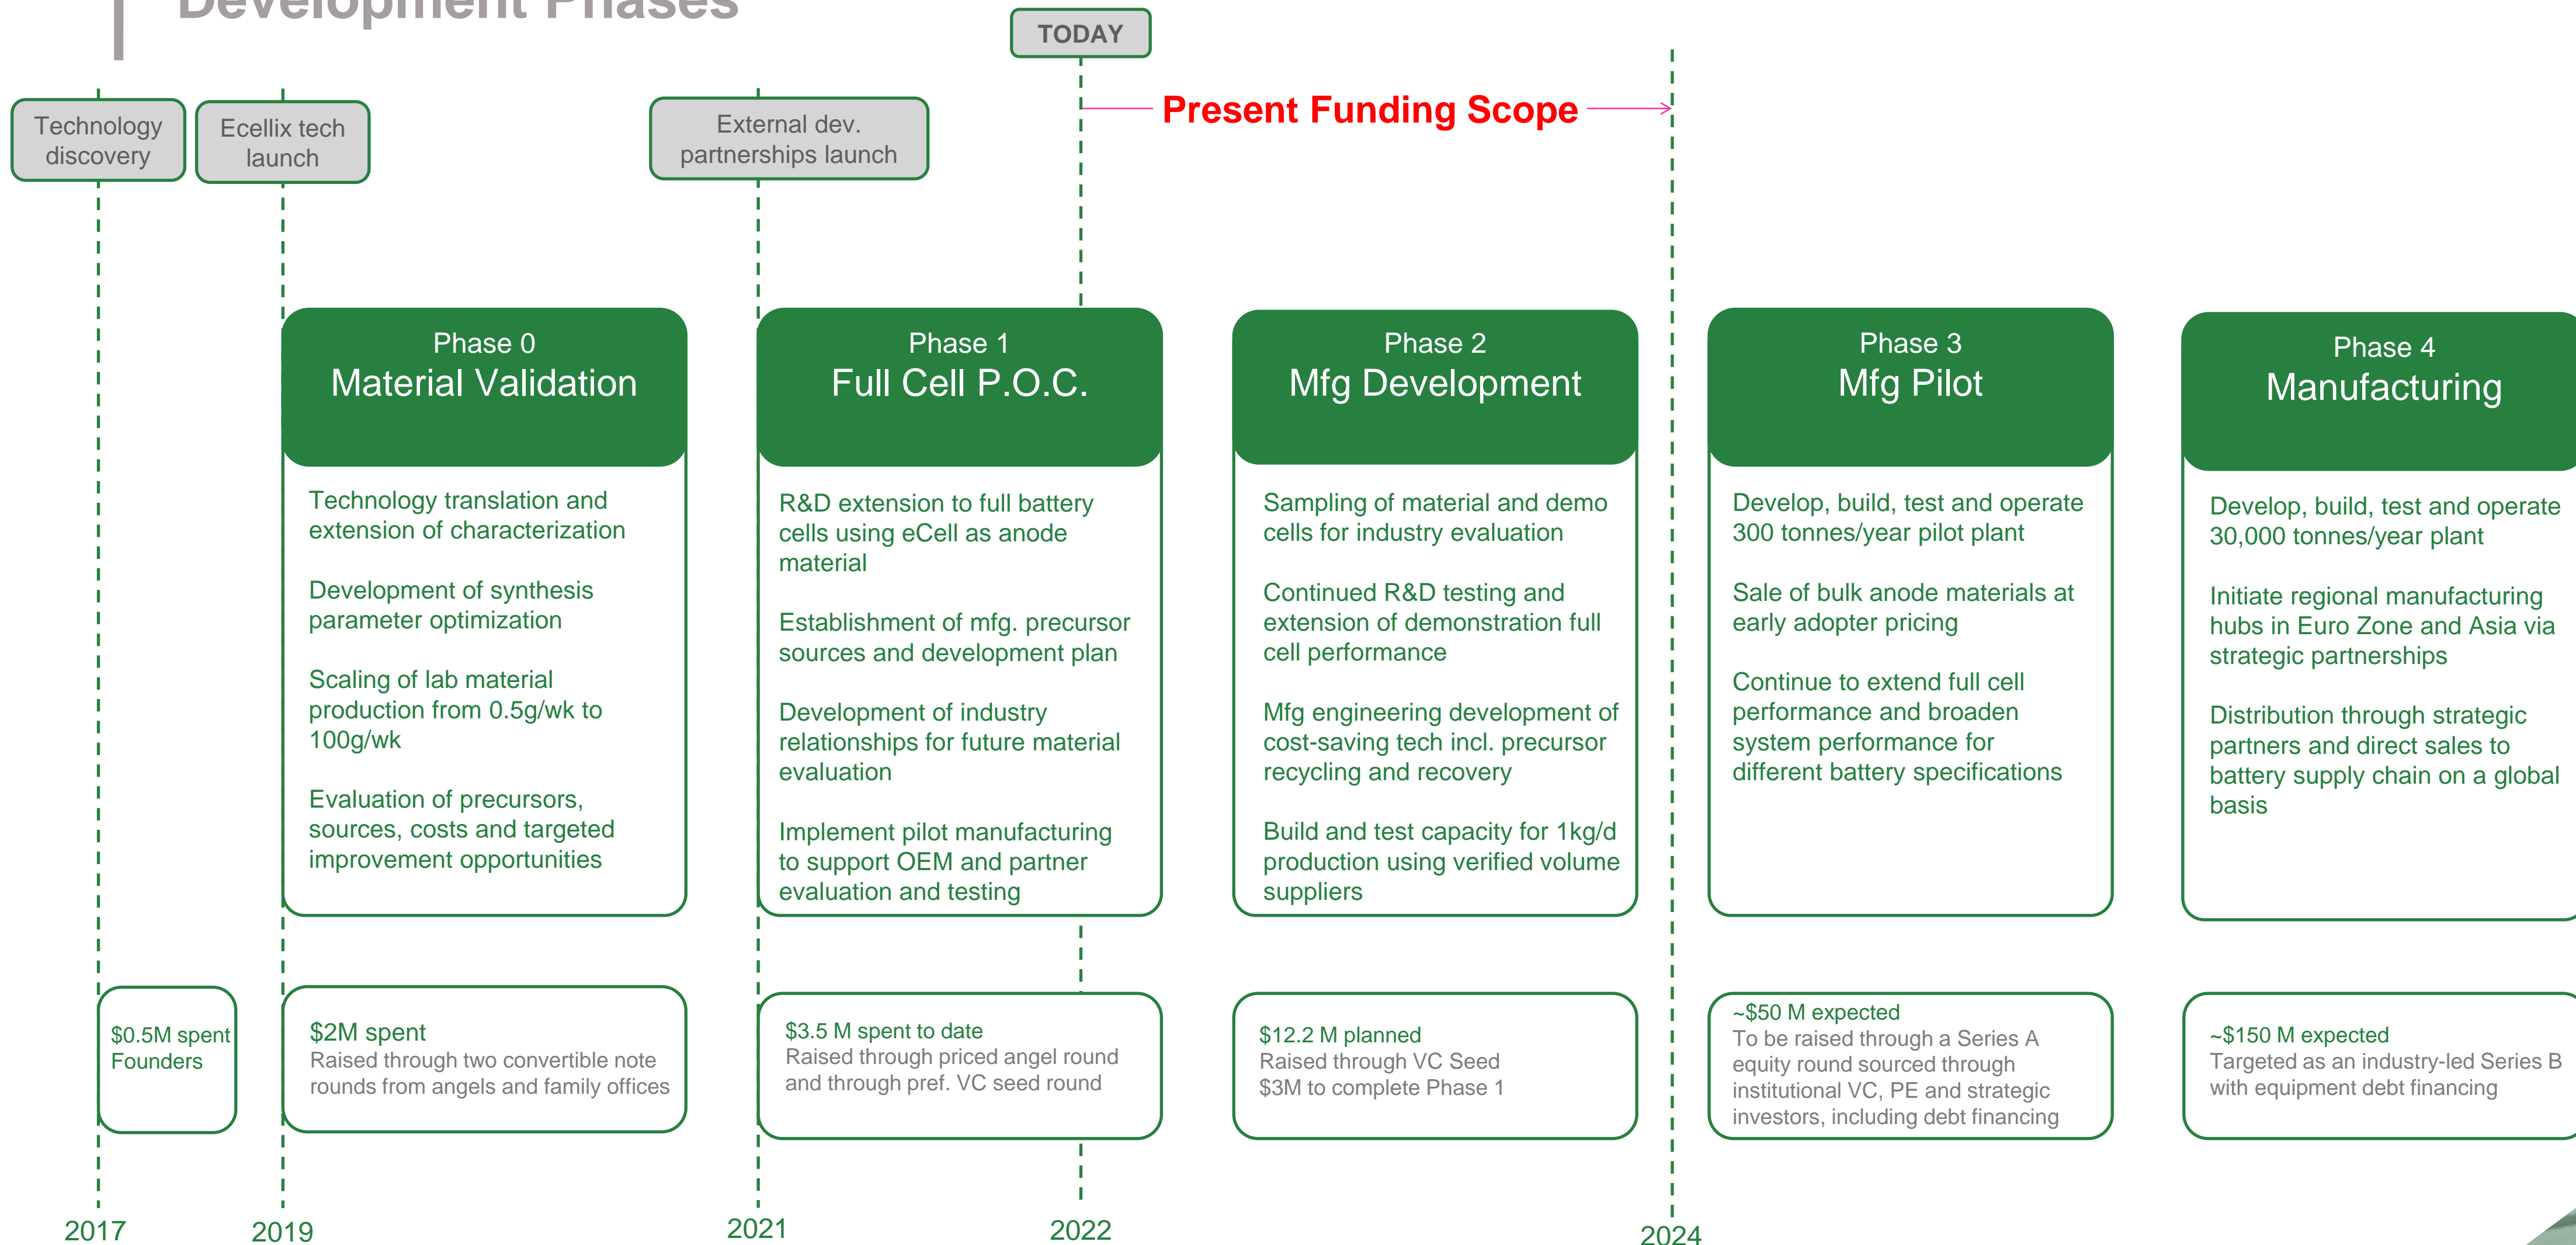 Development Phases
TODAY
Technology
discovery
Ecellix tech
launch
External dev.
partnerships launch
Present Funding Scope
Phase 0
Material Validation
Technology translation and
extension of characterization
Development of synthesis
parameter optimization
Scaling of lab material
production from 0.5g/wk to
100g/wk
Evaluation of precursors,
sources, costs and targeted
improvement opportunities
Phase 1
Full Cell P.O.C.
R&D extension to full battery
cells using eCell as anode
material
Establishment of mfg. precursor
sources and development plan
Development of industry
relationships for future material
evaluation
Implement pilot manufacturing
to support OEM and partner
evaluation and testing
Phase 2
Mfg Development
Sampling of material and demo
cells for industry evaluation
Continued R&D testing and
extension of demonstration full
cell performance
Mfg engineering development of
cost-saving tech incl. precursor
recycling and recovery
Build and test capacity for 1kg/d
production using verified volume
suppliers
Phase 3
Mfg Pilot
Develop, build, test and operate
300 tonnes/year pilot plant
Sale of bulk anode materials at
early adopter pricing
Continue to extend full cell
performance and broaden
system performance for
different battery specifications
Phase 4
Manufacturing
Develop, build, test and operate
30,000 tonnes/year plant
Initiate regional manufacturing
hubs in Euro Zone and Asia via
strategic partnerships
Distribution through strategic
partners and direct sales to
battery supply chain on a global
basis
$0.5M spent
Founders
$2M spent
Raised through two convertible note
rounds from angels and family offices
$3.5 M spent to date
Raised through priced angel round
and through pref. VC seed round
$12.2 M planned
Raised through VC Seed
$3M to complete Phase 1
~$50 M expected
To be raised through a Series A
equity round sourced through
institutional VC, PE and strategic
investors, including debt financing
~$150 M expected
Targeted as an industry-led Series B
with equipment debt financing
2017
2019
2021
2022
2024